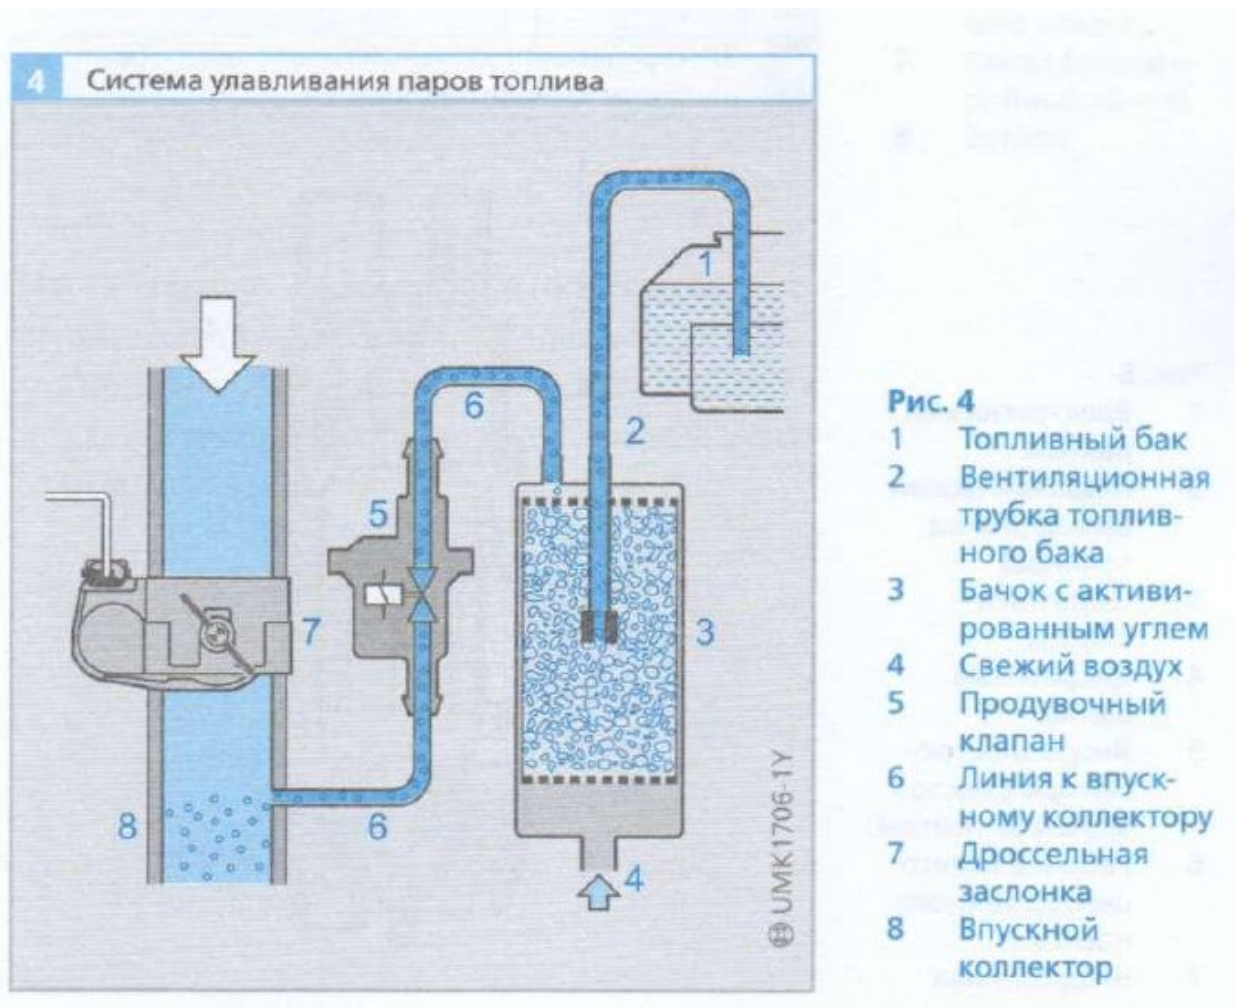 4 Система улавливания паров топлива
1
2
6
5
7
3
8
6
4
UMK1706-1Y
Рис. 4
1 Топливный бак
2 Вентиляционная
трубка топлив-
ного бака
3 Бачок с активи-
рованным углем
4 Свежий воздух
5 Продувочный
клапан
6 Линия к впуск-
ному коллектору
7 Дроссельная
заслонка
8 Впускной
коллектор